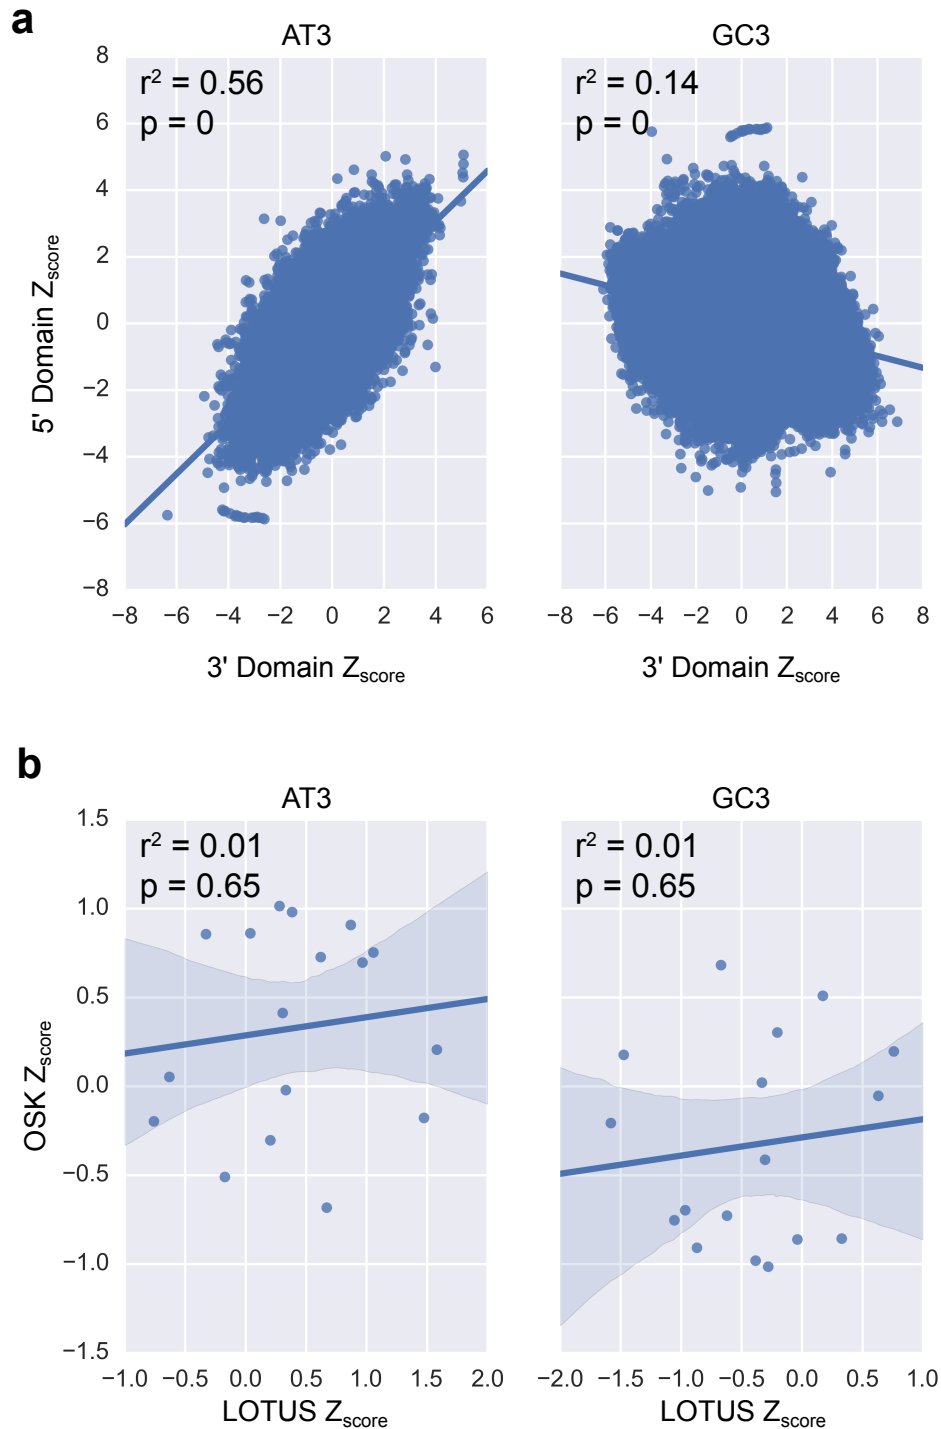 a
AT3
GC3
r² = 0.56
p = 0
r² = 0.14
p = 0
8
6
4
2
0
−2
−4
−6
−8
5' Domain Zscore
−8 −6 −4 −2 0 2 4 6
−8 −6 −4 −2 0 2 4 6 8
3' Domain Zscore
3' Domain Zscore
b
AT3
GC3
r² = 0.01
p = 0.65
r² = 0.01
p = 0.65
1.5
1.0
0.5
0.0
−0.5
−1.0
−1.5
OSK Zscore
−1.0 −0.5 0.0 0.5 1.0 1.5 2.0
−2.0 −1.5 −1.0 −0.5 0.0 0.5 1.0
LOTUS Zscore
LOTUS Zscore